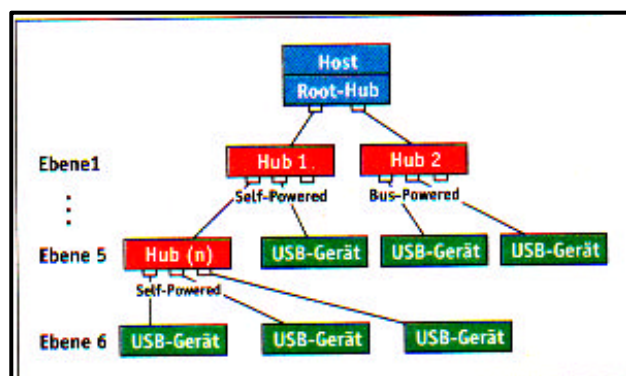 Host
Root-Hub
Ebene1
Hub 1
Hub 2
Self-Powered
Bus-Powered
Ebene 5
Hub (n)
USB-Gerät
USB-Gerät
USB-Gerät
Self-Powered
Ebene 6
USB-Gerät
USB-Gerät
USB-Gerät